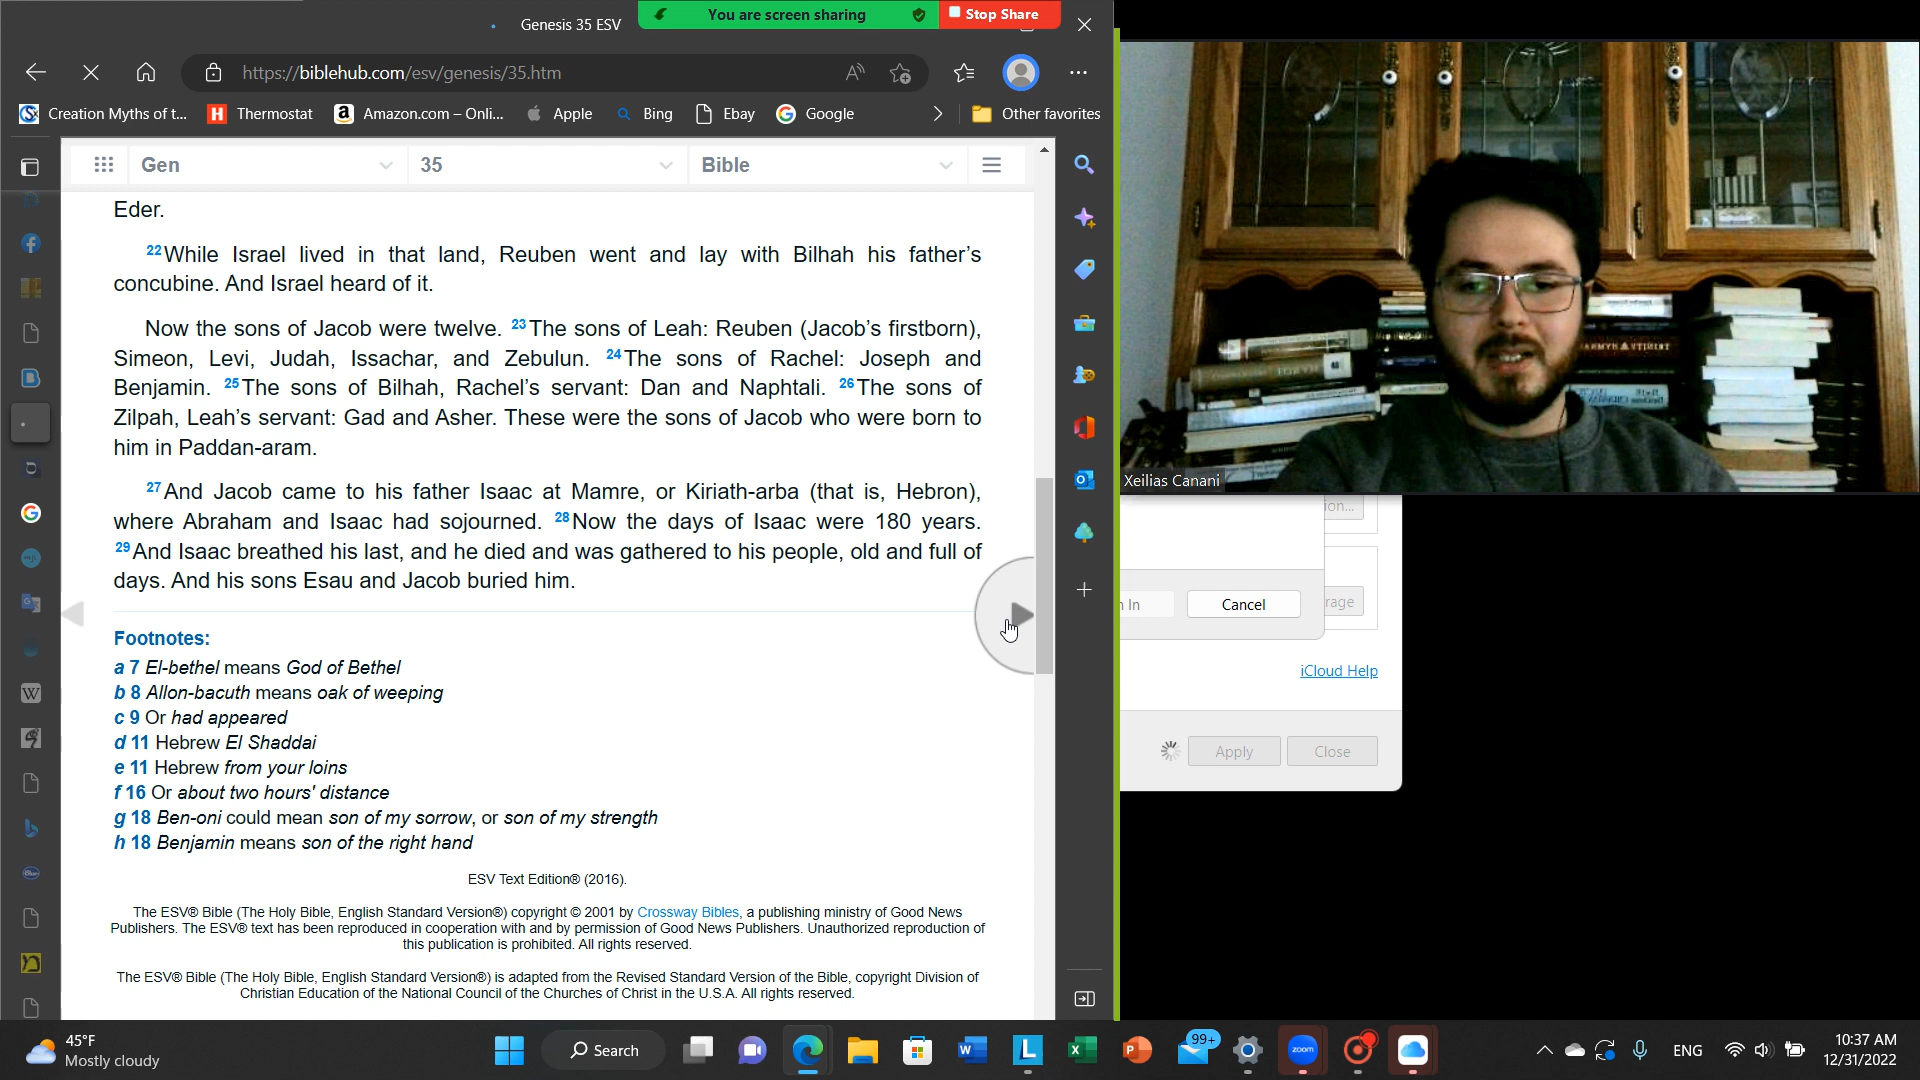 Genesis 35 ESV
You are screen sharing
Stop Share
https://biblehub.com/esv/genesis/35.htm
Creation Myths of t...
Thermostat
Amazon.com – Onli...
Apple
Bing
Ebay
Google
Other favorites
Gen
35
Bible
Eder.
22While Israel lived in that land, Reuben went and lay with Bilhah his father's
concubine. And Israel heard of it.
Now the sons of Jacob were twelve. 23The sons of Leah: Reuben (Jacob's firstborn),
Simeon, Levi, Judah, Issachar, and Zebulun. 24The sons of Rachel: Joseph and
Benjamin. 25The sons of Bilhah, Rachel's servant: Dan and Naphtali. 26The sons of
Zilpah, Leah's servant: Gad and Asher. These were the sons of Jacob who were born to
him in Paddan-aram.
27And Jacob came to his father Isaac at Mamre, or Kiriath-arba (that is, Hebron),
where Abraham and Isaac had sojourned. 28Now the days of Isaac were 180 years.
29And Isaac breathed his last, and he died and was gathered to his people, old and full of
days. And his sons Esau and Jacob buried him.
Footnotes:
a 7 El-bethel means God of Bethel
b 8 Allon-bacuth means oak of weeping
c 9 Or had appeared
d 11 Hebrew El Shaddai
e 11 Hebrew from your loins
f 16 Or about two hours' distance
g 18 Ben-oni could mean son of my sorrow, or son of my strength
h 18 Benjamin means son of the right hand
ESV Text Edition® (2016).
The ESV® Bible (The Holy Bible, English Standard Version®) copyright © 2001 by Crossway Bibles, a publishing ministry of Good News
Publishers. The ESV® text has been reproduced in cooperation with and by permission of Good News Publishers. Unauthorized reproduction of
this publication is prohibited. All rights reserved.
The ESV® Bible (The Holy Bible, English Standard Version®) is adapted from the Revised Standard Version of the Bible, copyright Division of
Christian Education of the National Council of the Churches of Christ in the U.S.A. All rights reserved.
Xeilias Canani
ion...
n In
Cancel
rage
iCloud Help
Apply
Close
45°F
Mostly cloudy
Search
99+
zoom
ENG
10:37 AM
12/31/2022